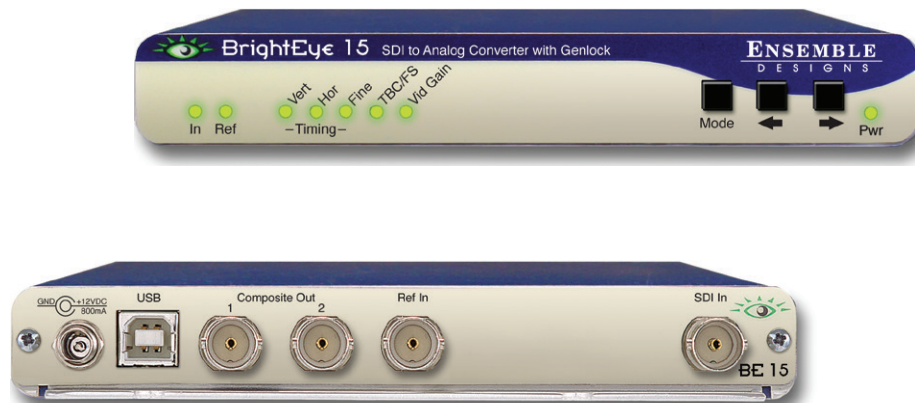 BrightEye 15 SDI to Analog Converter with Genlock
ENSEMBLE
DESIGNS
Vert Hor Fine TBC/FS Vid Gain
In Ref –Timing–
Mode Pwr
GND +12VDC
800mA
USB
Composite Out
1 2
Ref In
SDI In
BE 15